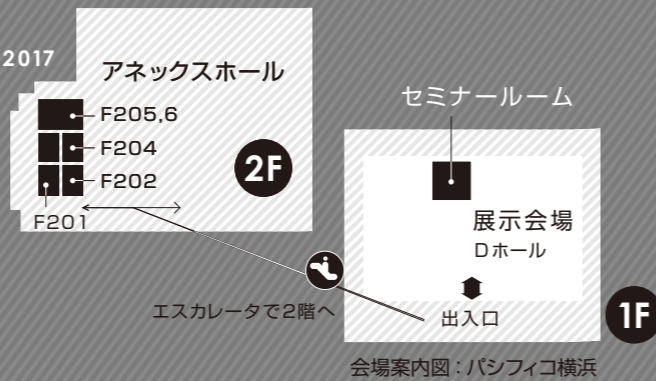 2017
アネックスホール
F205,6
F204
F202
F201
2F
エスカレータで2階へ
セミナールーム
展示会場
Dホール
出入口
1F
会場案内図：パシフィコ横浜